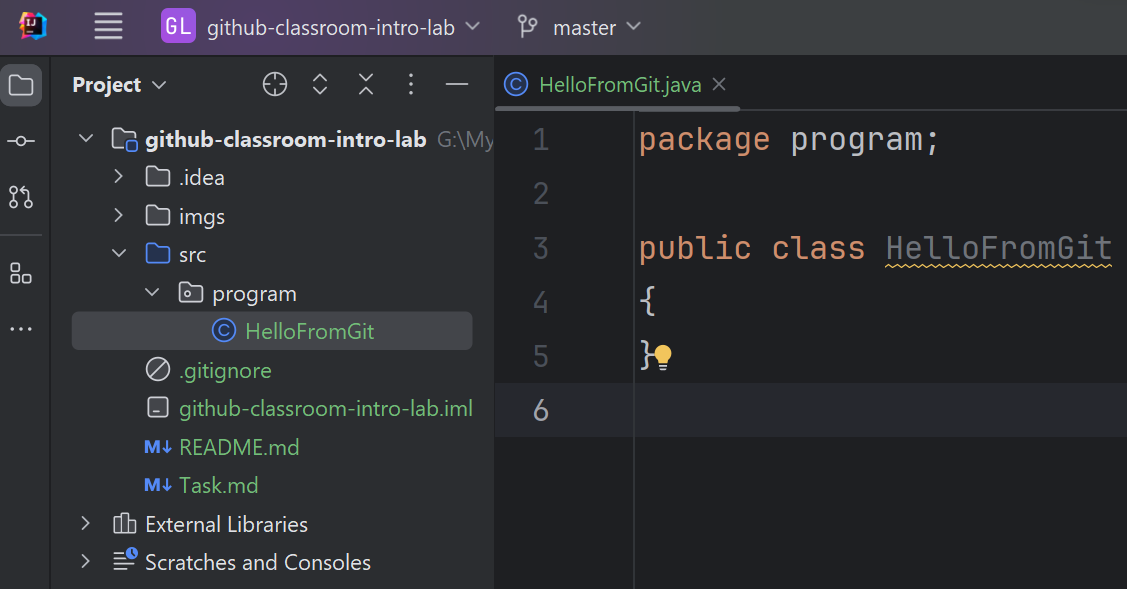 GL github-classroom-intro-lab master
Project
github-classroom-intro-lab G:\My
.idea
imgs
src
program
HelloFromGit
.gitignore
github-classroom-intro-lab.iml
M↓ README.md
M↓ Task.md
External Libraries
Scratches and Consoles
HelloFromGit.java
1 package program;
2
3 public class HelloFromGit
4 {
5 }
6